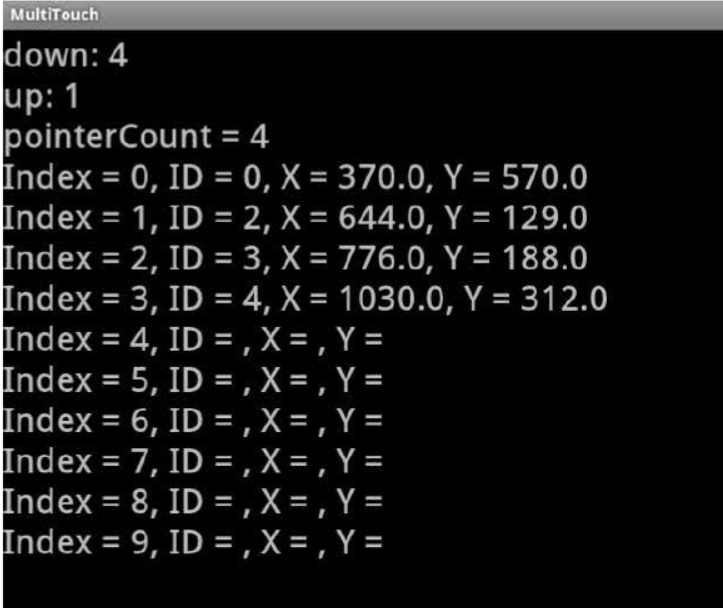 MultiTouch
down: 4
up: 1
pointerCount = 4
Index = 0, ID = 0, X = 370.0, Y = 570.0
Index = 1, ID = 2, X = 644.0, Y = 129.0
Index = 2, ID = 3, X = 776.0, Y = 188.0
Index = 3, ID = 4, X = 1030.0, Y = 312.0
Index = 4, ID = , X = , Y =
Index = 5, ID = , X = , Y =
Index = 6, ID = , X = , Y =
Index = 7, ID = , X = , Y =
Index = 8, ID = , X = , Y =
Index = 9, ID = , X = , Y =